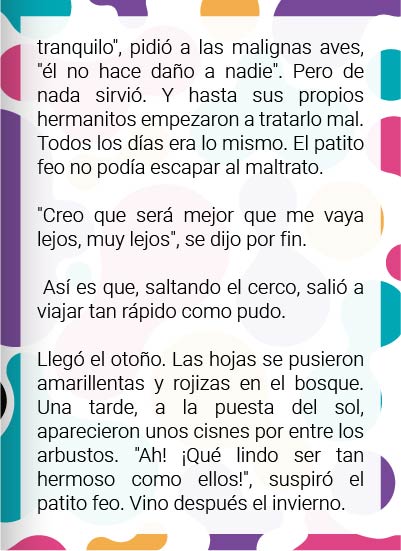 tranquilo", pidió a las malignas aves,
"él no hace daño a nadie". Pero de
nada sirvió. Y hasta sus propios
hermanitos empezaron a tratarlo mal.
Todos los días era lo mismo. El patito
feo no podía escapar al maltrato.
"Creo que será mejor que me vaya
lejos, muy lejos", se dijo por fin.
Así es que, saltando el cerco, salió a
viajar tan rápido como pudo.
Llegó el otoño. Las hojas se pusieron
amarillentas y rojizas en el bosque.
Una tarde, a la puesta del sol,
aparecieron unos cisnes por entre los
arbustos. "Ah! ¡Qué lindo ser tan
hermoso como ellos!", suspiró el
patito feo. Vino después el invierno.